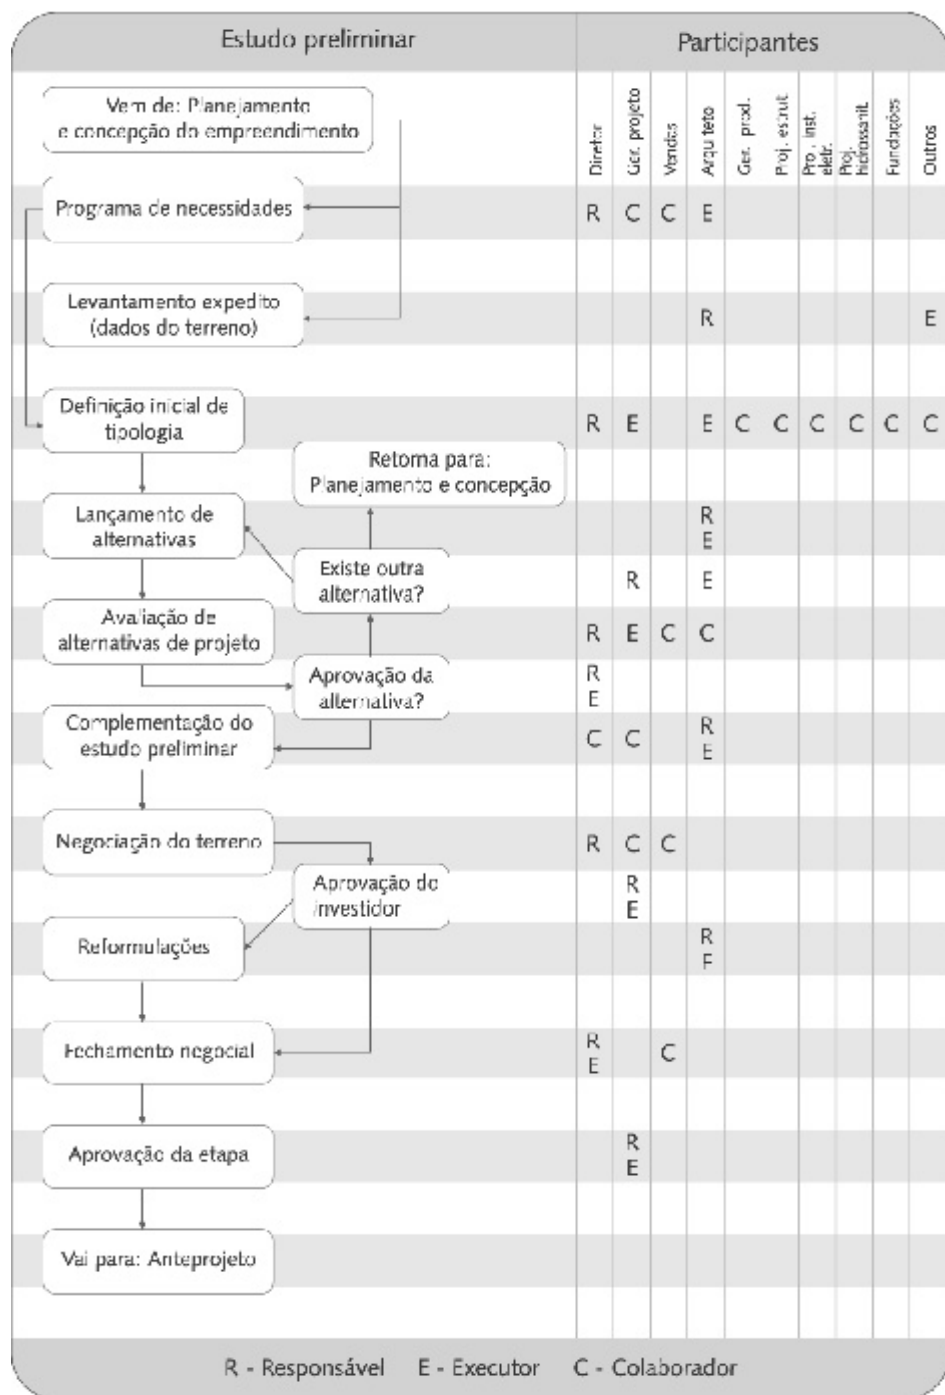 Estudo preliminar
Participantes
Vem de: Planejamento
e concepção do empreendimento
Diretor
Ger. projeto
Vendas
Arquiteto
Ger. prod.
Proj. estrut.
Pro, inst.
eletr.
Proj.
hidrossanit.
Fundações
Outros
Programa de necessidades
R C C E
Levantamento expedito
(dados do terreno)
R E
Definição inicial de
tipologia
R E E C C C C C C
Retorna para:
Planejamento e concepção
Lançamento de
alternativas
R
E
Existe outra
alternativa?
R E
Avaliação de
alternativas de projeto
R E C C
Aprovação da
alternativa?
R
E
Complementação do
estudo preliminar
C C
R
E
Negociação do terreno
R C C
Aprovação do
investidor
R
E
Reformulações
R
F
Fechamento negocial
R
E
C
Aprovação da etapa
R
E
Vai para: Anteprojeto
R - Responsável E - Executor C - Colaborador